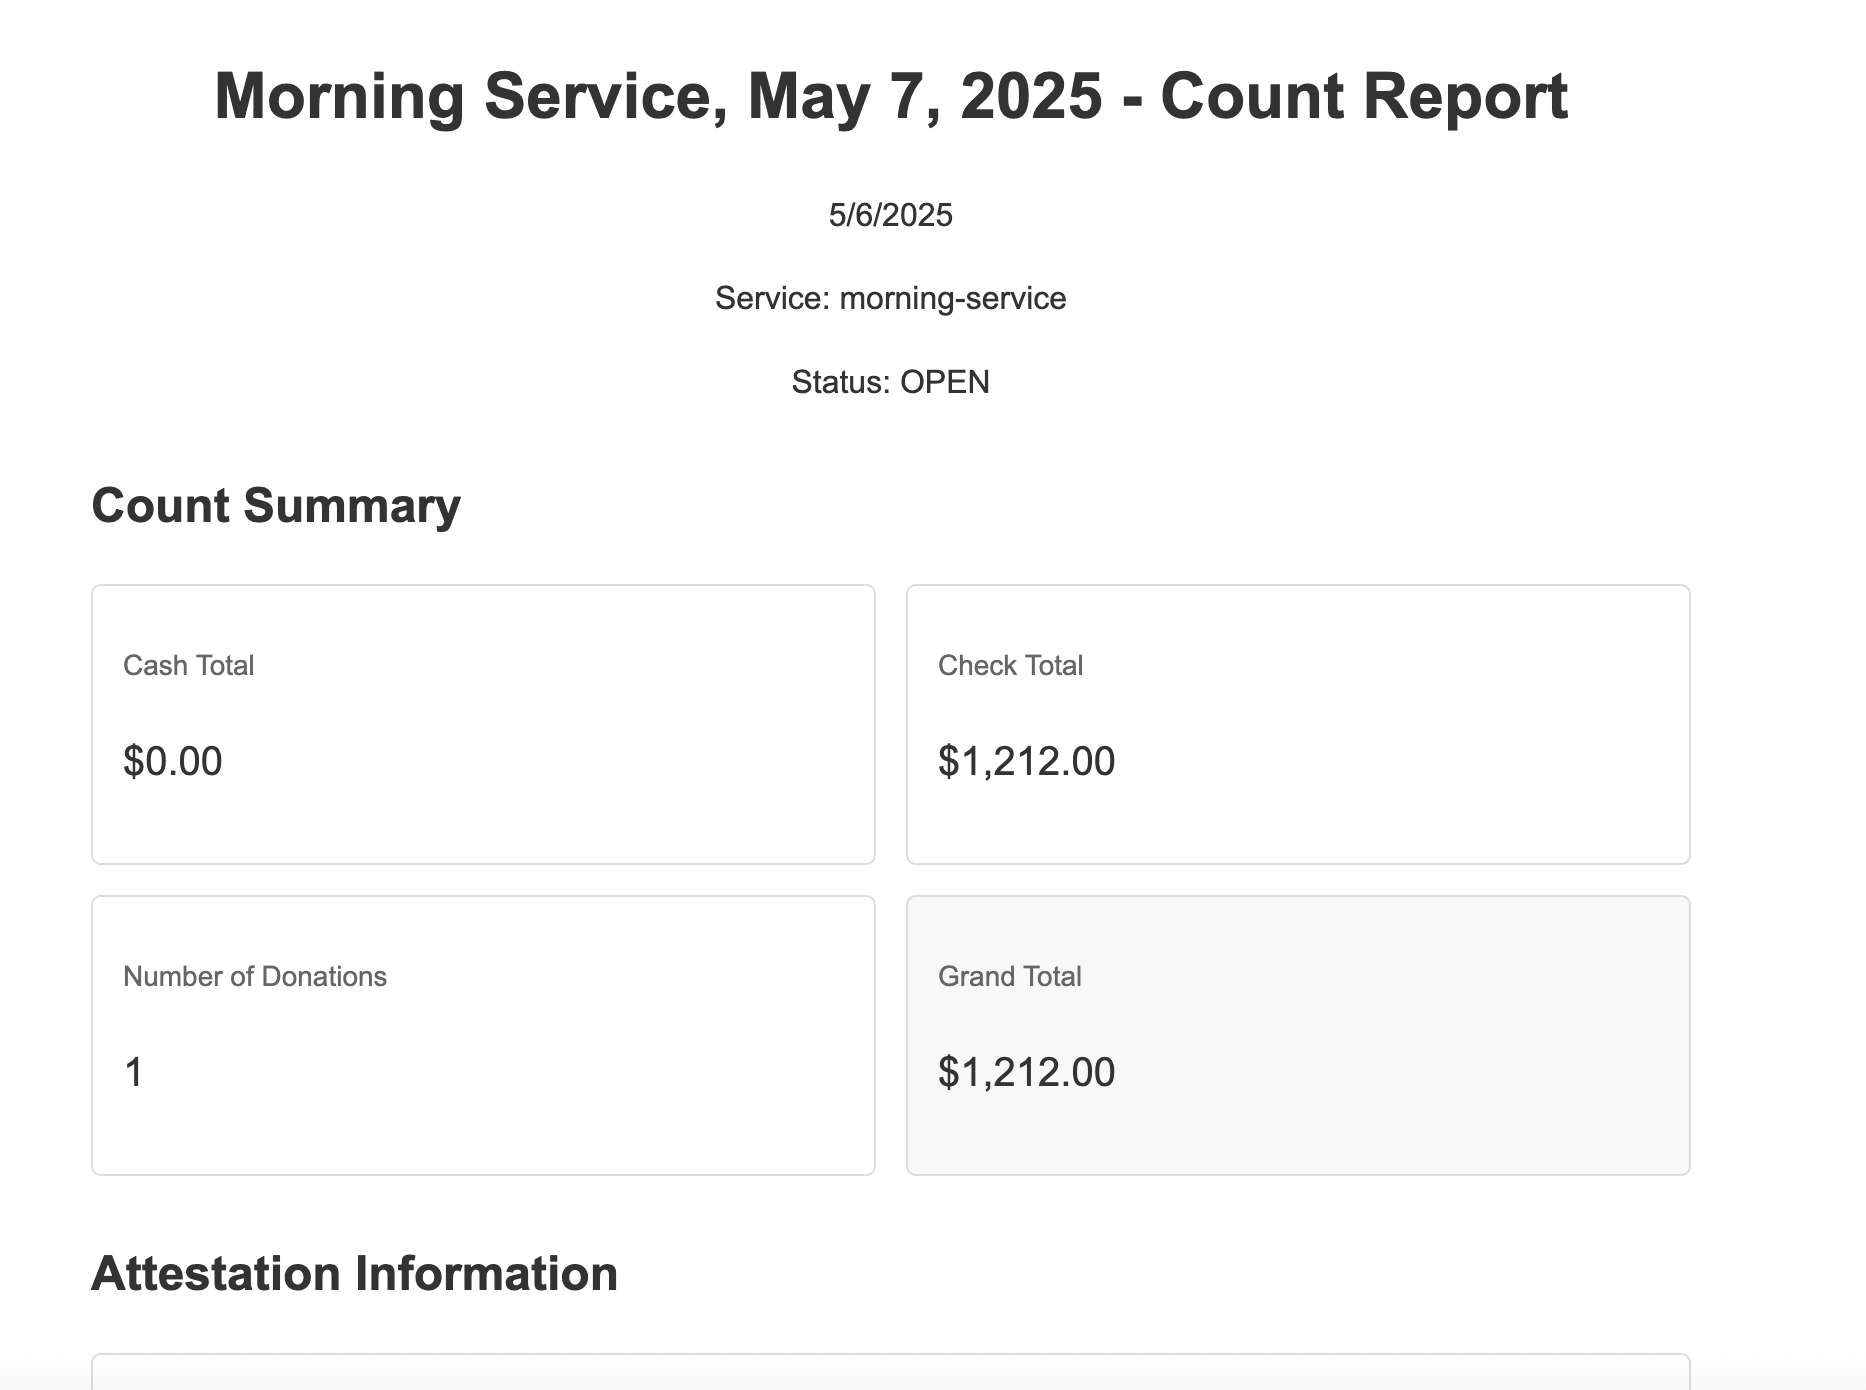 Morning Service, May 7, 2025 - Count Report
5/6/2025
Service: morning-service
Status: OPEN
Count Summary
Cash Total
$0.00
Check Total
$1,212.00
Number of Donations
1
Grand Total
$1,212.00
Attestation Information